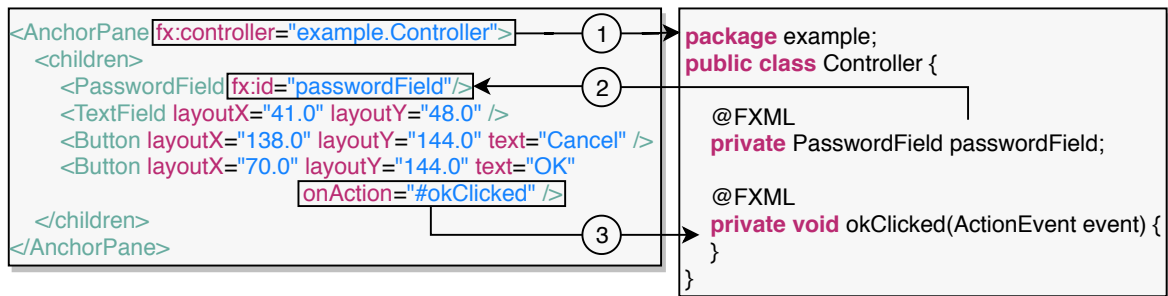 <AnchorPane fx:controller="example.Controller">
<children>
<PasswordField fx:id="passwordField"/>
<TextField layoutX="41.0" layoutY="48.0" />
<Button layoutX="138.0" layoutY="144.0" text="Cancel" />
<Button layoutX="70.0" layoutY="144.0" text="OK"
onAction="#okClicked" />
</children>
</AnchorPane>
1
2
3
package example;
public class Controller {
@FXML
private PasswordField passwordField;
@FXML
private void okClicked(ActionEvent event) {
}
}